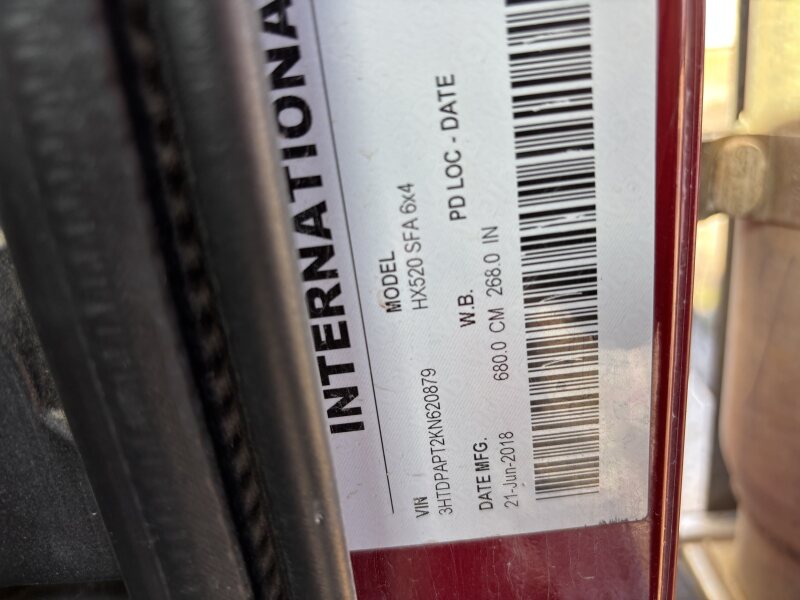 INTERNATIONA
VIN MODEL
3HTDPAPT2KN620879 HX520 SFA 6x4
DATE MFG. W.B. PD LOC - DATE
21-Jun-2018 680.0 CM 268.0 IN